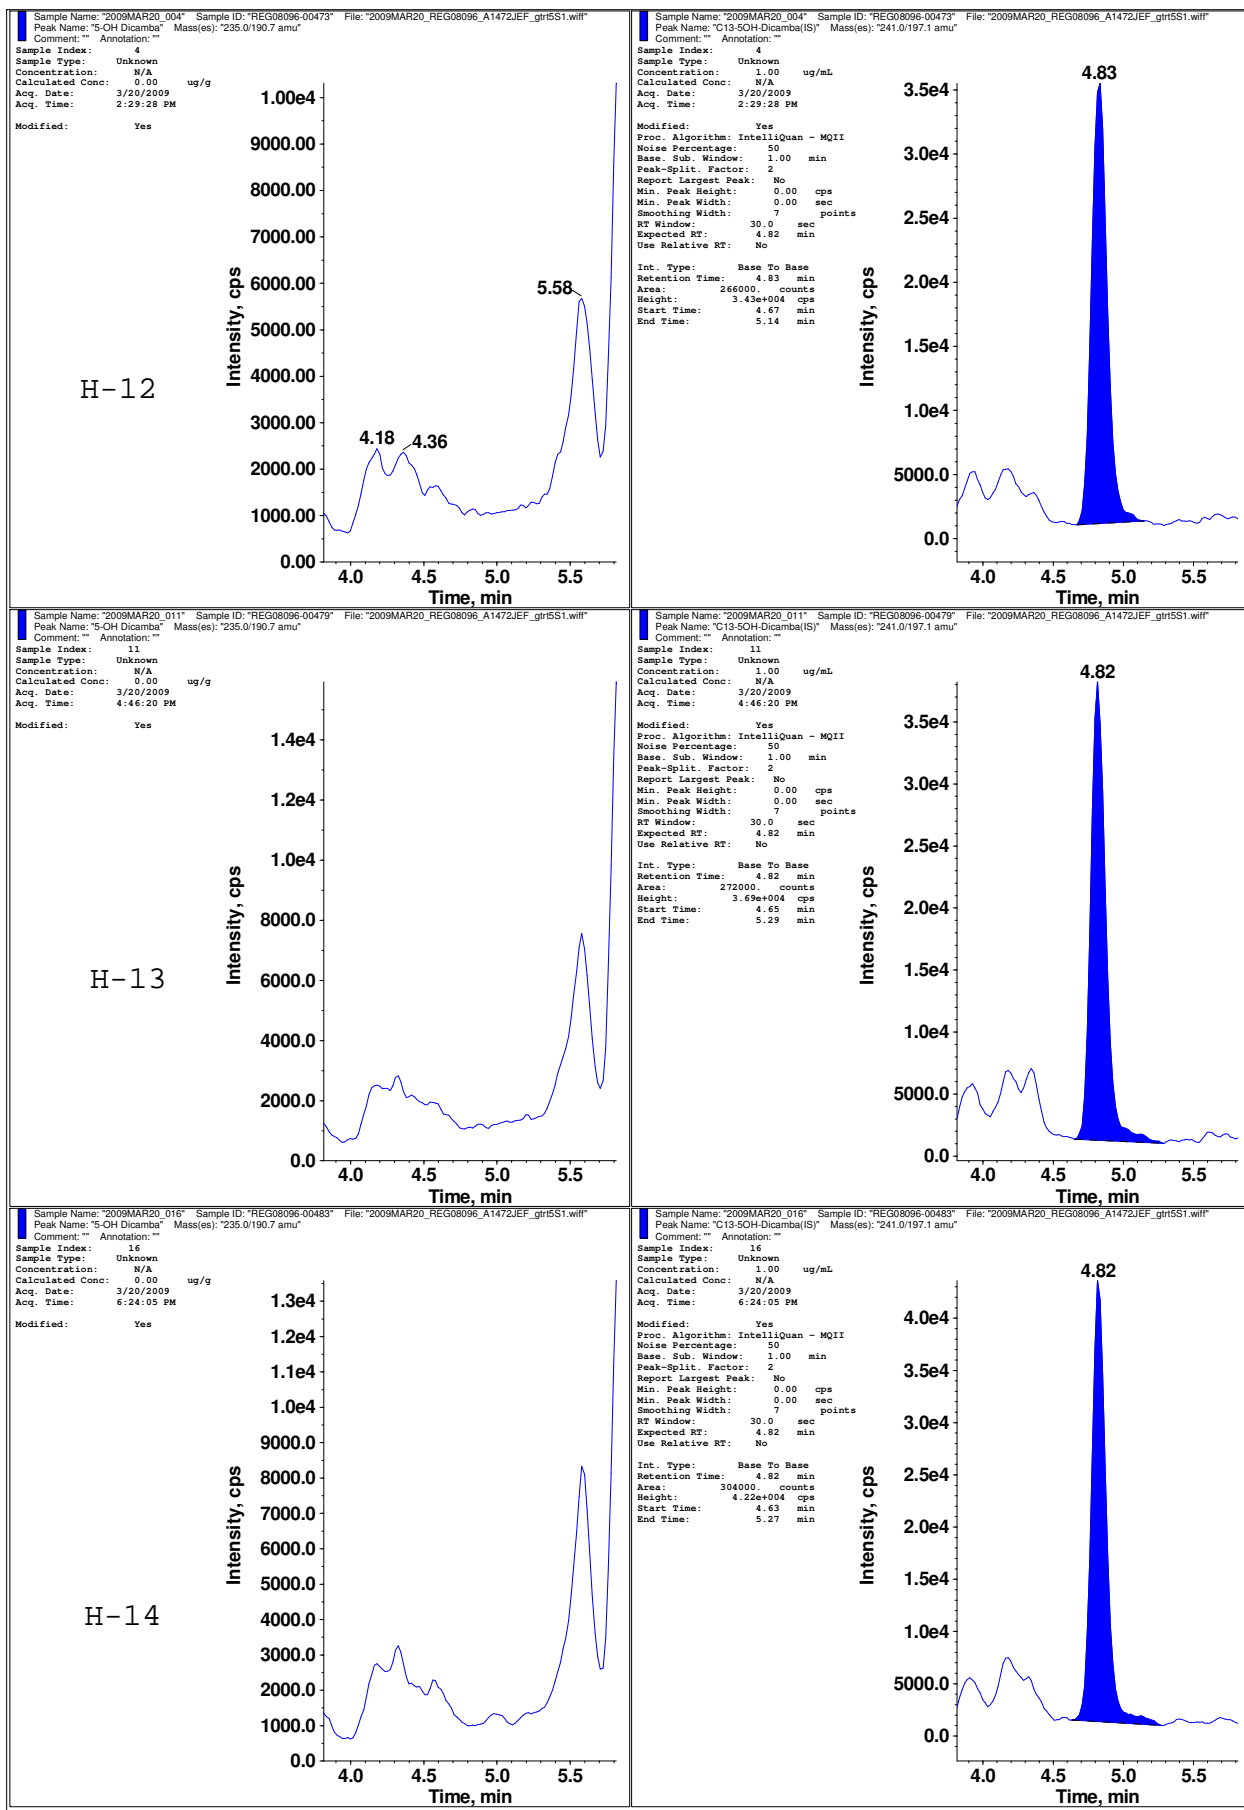 Sample Name: "2009MAR20_004" Sample ID: "REG08096-00473" File: "2009MAR20_REG08096_A1472JEF_gtrt5S1.wiff"
Peak Name: "5-OH Dicamba" Mass(es): "235.0/190.7 amu"
Comment: "" Annotation: ""
Sample Index: 4
Sample Type: Unknown
Concentration: N/A
Calculated Conc: 0.00 ug/g
Acq. Date: 3/20/2009
Acq. Time: 2:29:28 PM
Modified: Yes
H-12
Intensity, cps
1.00e4
9000.00
8000.00
7000.00
6000.00
5000.00
4000.00
3000.00
2000.00
1000.00
0.00
4.18
4.36
5.58
4.0 4.5 5.0 5.5
Time, min
Sample Name: "2009MAR20_004" Sample ID: "REG08096-00473" File: "2009MAR20_REG08096_A1472JEF_gtrt5S1.wiff"
Peak Name: "C13-5OH-Dicamba(IS)" Mass(es): "241.0/197.1 amu"
Comment: "" Annotation: ""
Sample Index: 4
Sample Type: Unknown
Concentration: 1.00 ug/mL
Calculated Conc: N/A
Acq. Date: 3/20/2009
Acq. Time: 2:29:28 PM
Modified: Yes
Proc. Algorithm: IntelliQuan - MQII
Noise Percentage: 50
Base. Sub. Window: 1.00 min
Peak-Split. Factor: 2
Report Largest Peak: No
Min. Peak Height: 0.00 cps
Min. Peak Width: 0.00 sec
Smoothing Width: 7 points
RT Window: 30.0 sec
Expected RT: 4.82 min
Use Relative RT: No
Int. Type: Base To Base
Retention Time: 4.83 min
Area: 266000. counts
Height: 3.43e+004 cps
Start Time: 4.67 min
End Time: 5.14 min
Intensity, cps
3.5e4
3.0e4
2.5e4
2.0e4
1.5e4
1.0e4
5000.0
0.0
4.83
4.0 4.5 5.0 5.5
Time, min
Sample Name: "2009MAR20_011" Sample ID: "REG08096-00479" File: "2009MAR20_REG08096_A1472JEF_gtrt5S1.wiff"
Peak Name: "5-OH Dicamba" Mass(es): "235.0/190.7 amu"
Comment: "" Annotation: ""
Sample Index: 11
Sample Type: Unknown
Concentration: N/A
Calculated Conc: 0.00 ug/g
Acq. Date: 3/20/2009
Acq. Time: 4:46:20 PM
Modified: Yes
H-13
Intensity, cps
1.4e4
1.2e4
1.0e4
8000.0
6000.0
4000.0
2000.0
0.0
4.0 4.5 5.0 5.5
Time, min
Sample Name: "2009MAR20_011" Sample ID: "REG08096-00479" File: "2009MAR20_REG08096_A1472JEF_gtrt5S1.wiff"
Peak Name: "C13-5OH-Dicamba(IS)" Mass(es): "241.0/197.1 amu"
Comment: "" Annotation: ""
Sample Index: 11
Sample Type: Unknown
Concentration: 1.00 ug/mL
Calculated Conc: N/A
Acq. Date: 3/20/2009
Acq. Time: 4:46:20 PM
Modified: Yes
Proc. Algorithm: IntelliQuan - MQII
Noise Percentage: 50
Base. Sub. Window: 1.00 min
Peak-Split. Factor: 2
Report Largest Peak: No
Min. Peak Height: 0.00 cps
Min. Peak Width: 0.00 sec
Smoothing Width: 7 points
RT Window: 30.0 sec
Expected RT: 4.82 min
Use Relative RT: No
Int. Type: Base To Base
Retention Time: 4.82 min
Area: 272000. counts
Height: 3.69e+004 cps
Start Time: 4.65 min
End Time: 5.29 min
Intensity, cps
3.5e4
3.0e4
2.5e4
2.0e4
1.5e4
1.0e4
5000.0
0.0
4.82
4.0 4.5 5.0 5.5
Time, min
Sample Name: "2009MAR20_016" Sample ID: "REG08096-00483" File: "2009MAR20_REG08096_A1472JEF_gtrt5S1.wiff"
Peak Name: "5-OH Dicamba" Mass(es): "235.0/190.7 amu"
Comment: "" Annotation: ""
Sample Index: 16
Sample Type: Unknown
Concentration: N/A
Calculated Conc: 0.00 ug/g
Acq. Date: 3/20/2009
Acq. Time: 6:24:05 PM
Modified: Yes
H-14
Intensity, cps
1.3e4
1.2e4
1.1e4
1.0e4
9000.0
8000.0
7000.0
6000.0
5000.0
4000.0
3000.0
2000.0
1000.0
0.0
4.0 4.5 5.0 5.5
Time, min
Sample Name: "2009MAR20_016" Sample ID: "REG08096-00483" File: "2009MAR20_REG08096_A1472JEF_gtrt5S1.wiff"
Peak Name: "C13-5OH-Dicamba(IS)" Mass(es): "241.0/197.1 amu"
Comment: "" Annotation: ""
Sample Index: 16
Sample Type: Unknown
Concentration: 1.00 ug/mL
Calculated Conc: N/A
Acq. Date: 3/20/2009
Acq. Time: 6:24:05 PM
Modified: Yes
Proc. Algorithm: IntelliQuan - MQII
Noise Percentage: 50
Base. Sub. Window: 1.00 min
Peak-Split. Factor: 2
Report Largest Peak: No
Min. Peak Height: 0.00 cps
Min. Peak Width: 0.00 sec
Smoothing Width: 7 points
RT Window: 30.0 sec
Expected RT: 4.82 min
Use Relative RT: No
Int. Type: Base To Base
Retention Time: 4.82 min
Area: 304000. counts
Height: 4.22e+004 cps
Start Time: 4.63 min
End Time: 5.27 min
Intensity, cps
4.0e4
3.5e4
3.0e4
2.5e4
2.0e4
1.5e4
1.0e4
5000.0
0.0
4.82
4.0 4.5 5.0 5.5
Time, min